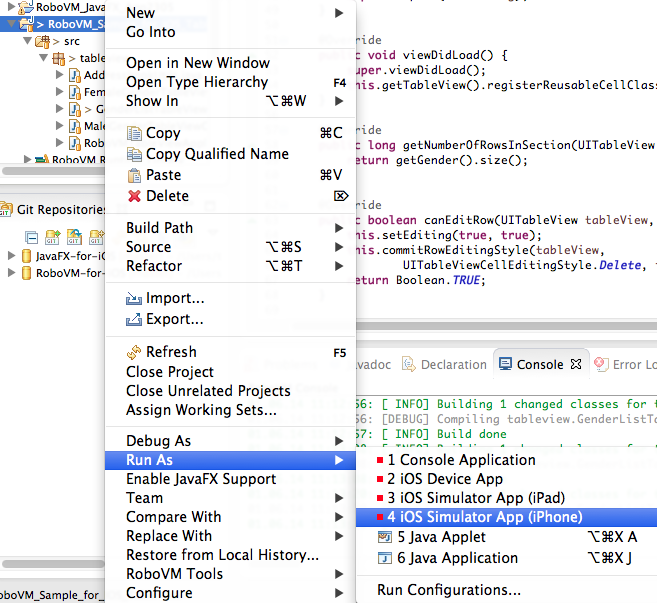 RoboVM_Java
> RoboVM_Sa
> src
> table
Add
Fem
> G
Male
Rob
RoboVM R
Git Repositories
JavaFX-for-iO
RoboVM-for-
oboVM_Sample_for_
New
Go Into
Open in New Window
Open Type Hierarchy F4
Show In ⌥⌘W
Copy ⌘C
Copy Qualified Name
Paste ⌘V
Delete ⌦
Build Path
Source ⌥⌘S
Refactor ⌥⌘T
Import...
Export...
Refresh F5
Close Project
Close Unrelated Projects
Assign Working Sets...
Debug As
Run As
Enable JavaFX Support
Team
Compare With
Replace With
Restore from Local History...
RoboVM Tools
Configure
ride
c void viewDidLoad() {
uper.viewDidLoad();
his.getTableView().registerReusableCellClas
ride
c long getNumberOfRowsInSection(UITableView
eturn getGender().size();
ride
c boolean canEditRow(UITableView tableView,
his.setEditing(true, true);
his.commitRowEditingStyle(tableView,
UITableViewCellEditingStyle.Delete,
eturn Boolean.TRUE;
avadoc Declaration Console Error Lo
56: [ INFO] Building 1 changed classes for t
56: [DEBUG] Compiling tableview.GenderListTa
57: [ INFO] Build done
1 Console Application
2 iOS Device App
3 iOS Simulator App (iPad)
4 iOS Simulator App (iPhone)
5 Java Applet ⌥⌘X A
6 Java Application ⌥⌘X J
Run Configurations...